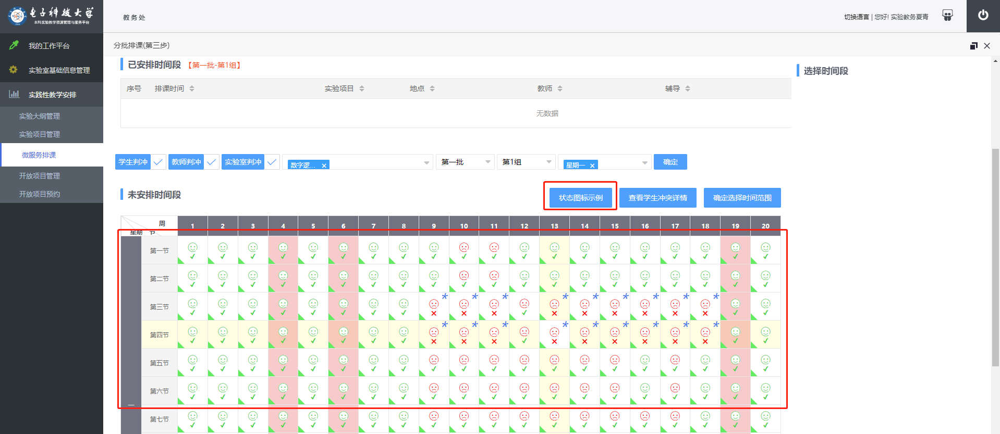 电子科技大学
本科实验教学资源管理与服务平台
教务处
切换语言 | 您好! 实验教务夏青
我的工作平台
实验室基础信息管理
实践性教学安排
实验大纲管理
实验项目管理
微服务排课
开放项目管理
开放项目预约
分批排课(第三步)
已安排时间段 【第一批-第1组】
选择时间段
序号 排课时间 实验项目 地点 教师 辅导
无数据
学生判冲 教师判冲 实验室判冲 数字逻... × 第一批 第1组 星期一 × 确定
未安排时间段
状态图标示例 查看学生冲突详情 确定选择时间范围
周
星期 节
1 2 3 4 5 6 7 8 9 10 11 12 13 14 15 16 17 18 19 20
第一节
第二节
第三节
* * * * * * * * *
第四节
* * * * * * * * *
第五节
第六节
一
第七节